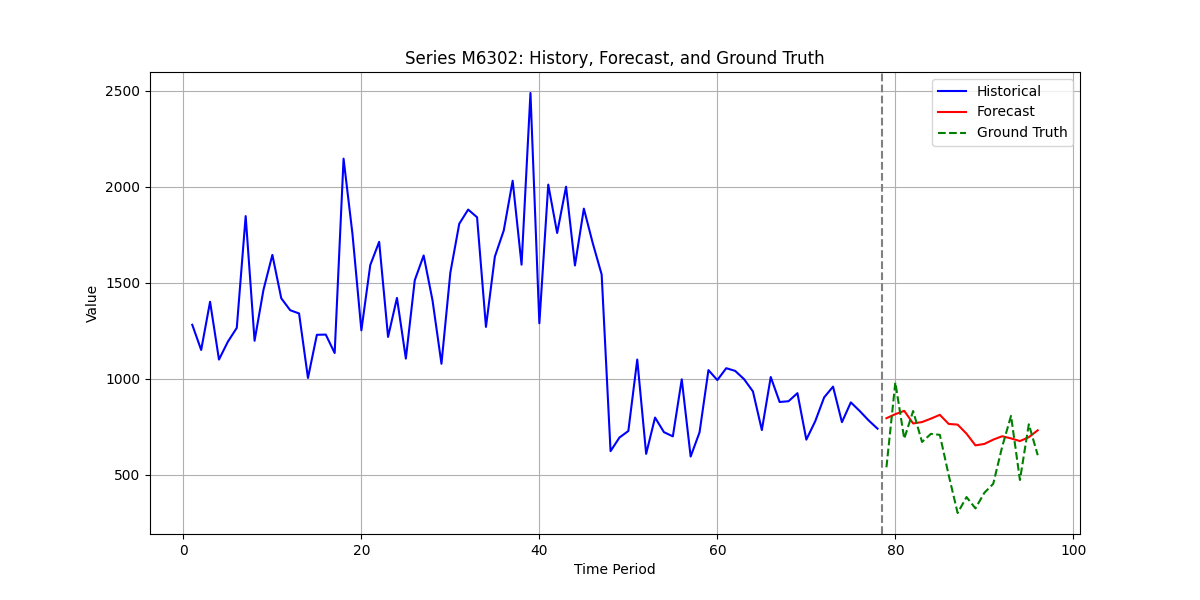 Series M6302: History, Forecast, and Ground Truth
Historical
Forecast
Ground Truth
2500
2000
1500
1000
500
Value
0
20
40
60
80
100
Time Period